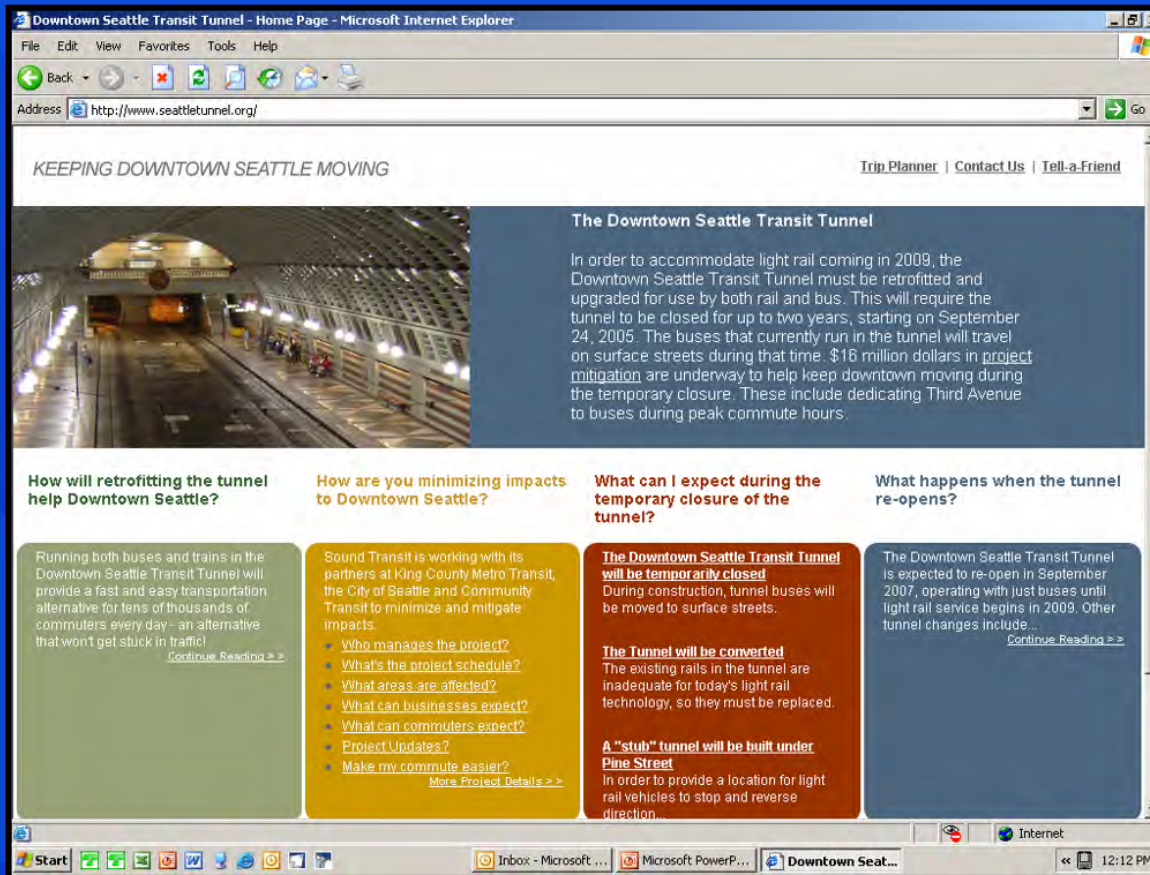 Downtown Seattle Transit Tunnel - Home Page - Microsoft Internet Explorer
File Edit View Favorites Tools Help
Back
Address http://www.seattletunnel.org/ Go
KEEPING DOWNTOWN SEATTLE MOVING
Trip Planner | Contact Us | Tell-a-Friend
The Downtown Seattle Transit Tunnel
In order to accommodate light rail coming in 2009, the
Downtown Seattle Transit Tunnel must be retrofitted and
upgraded for use by both rail and bus. This will require the
tunnel to be closed for up to two years, starting on September
24, 2005. The buses that currently run in the tunnel will travel
on surface streets during that time. $16 million dollars in project
mitigation are underway to help keep downtown moving during
the temporary closure. These include dedicating Third Avenue
to buses during peak commute hours.
How will retrofitting the tunnel
help Downtown Seattle?
Running both buses and trains in the
Downtown Seattle Transit Tunnel will
provide a fast and easy transportation
alternative for tens of thousands of
commuters every day - an alternative
that won't get stuck in traffic!
Continue Reading > >
How are you minimizing impacts
to Downtown Seattle?
Sound Transit is working with its
partners at King County Metro Transit,
the City of Seattle and Community
Transit to minimize and mitigate
impacts.
Who manages the project?
What's the project schedule?
What areas are affected?
What can businesses expect?
What can commuters expect?
Project Updates?
Make my commute easier?
More Project Details > >
What can I expect during the
temporary closure of the
tunnel?
The Downtown Seattle Transit Tunnel
will be temporarily closed
During construction, tunnel buses will
be moved to surface streets.
The Tunnel will be converted
The existing rails in the tunnel are
inadequate for today's light rail
technology, so they must be replaced.
A "stub" tunnel will be built under
Pine Street
In order to provide a location for light
rail vehicles to stop and reverse
direction...
What happens when the tunnel
re-opens?
The Downtown Seattle Transit Tunnel
is expected to re-open in September
2007, operating with just buses until
light rail service begins in 2009. Other
tunnel changes include...
Continue Reading > >
Internet
Start Inbox - Microsoft ... Microsoft PowerP... Downtown Seat... « 12:12 PM